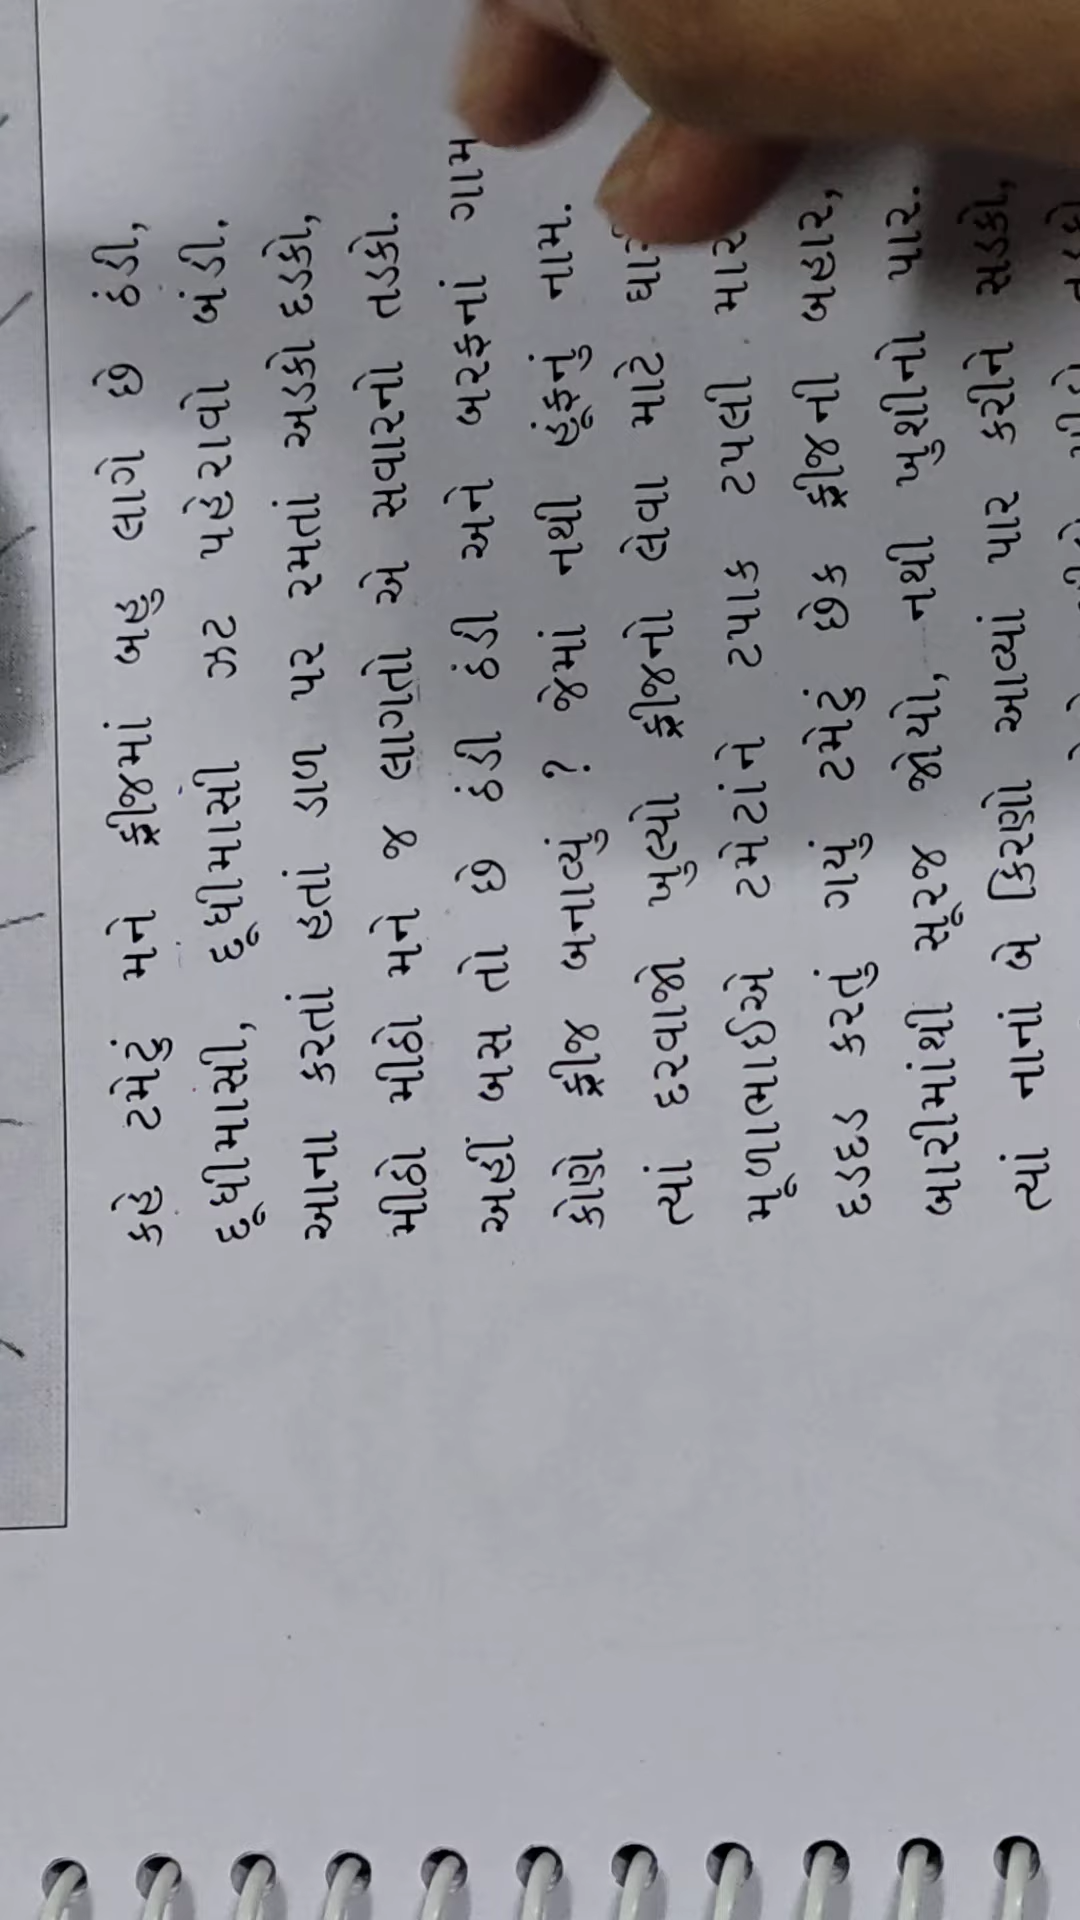 કહે ટમેટું મને ફ્રીજમાં બહુ લાગે છે ઠંડી,
દૂધીમાસી, દૂધીમાસી ઝટ પહેરાવો બંડી.
આના કરતાં હતાં ડાળ પર રમતાં અડકો દડકો,
મીઠો મીઠો મને જ લાગતો એ સવારનો તડકો.
અહીં બસ તો છે ઠંડી ઠંડી અને બરફનાં ગામ
કોણે ફ્રીજ બનાવ્યું ? જેમાં નથી હૂંફનું નામ.
ત્યાં દરવાજો ખુલ્યો ફ્રીજનો લેવા માટે
મૂળાભાઈએ ટમેટાંને ટપાક ટપલી
દડદડ કરતું ગયું ટમેટું છેક ફ્રીજની બહાર,
બારીમાંથી સૂરજ જોયો, નથી ખુશીનો પાર.
ત્યાં નાનાં બે કિરણો આવ્યાં પાર કરીને સડકો,